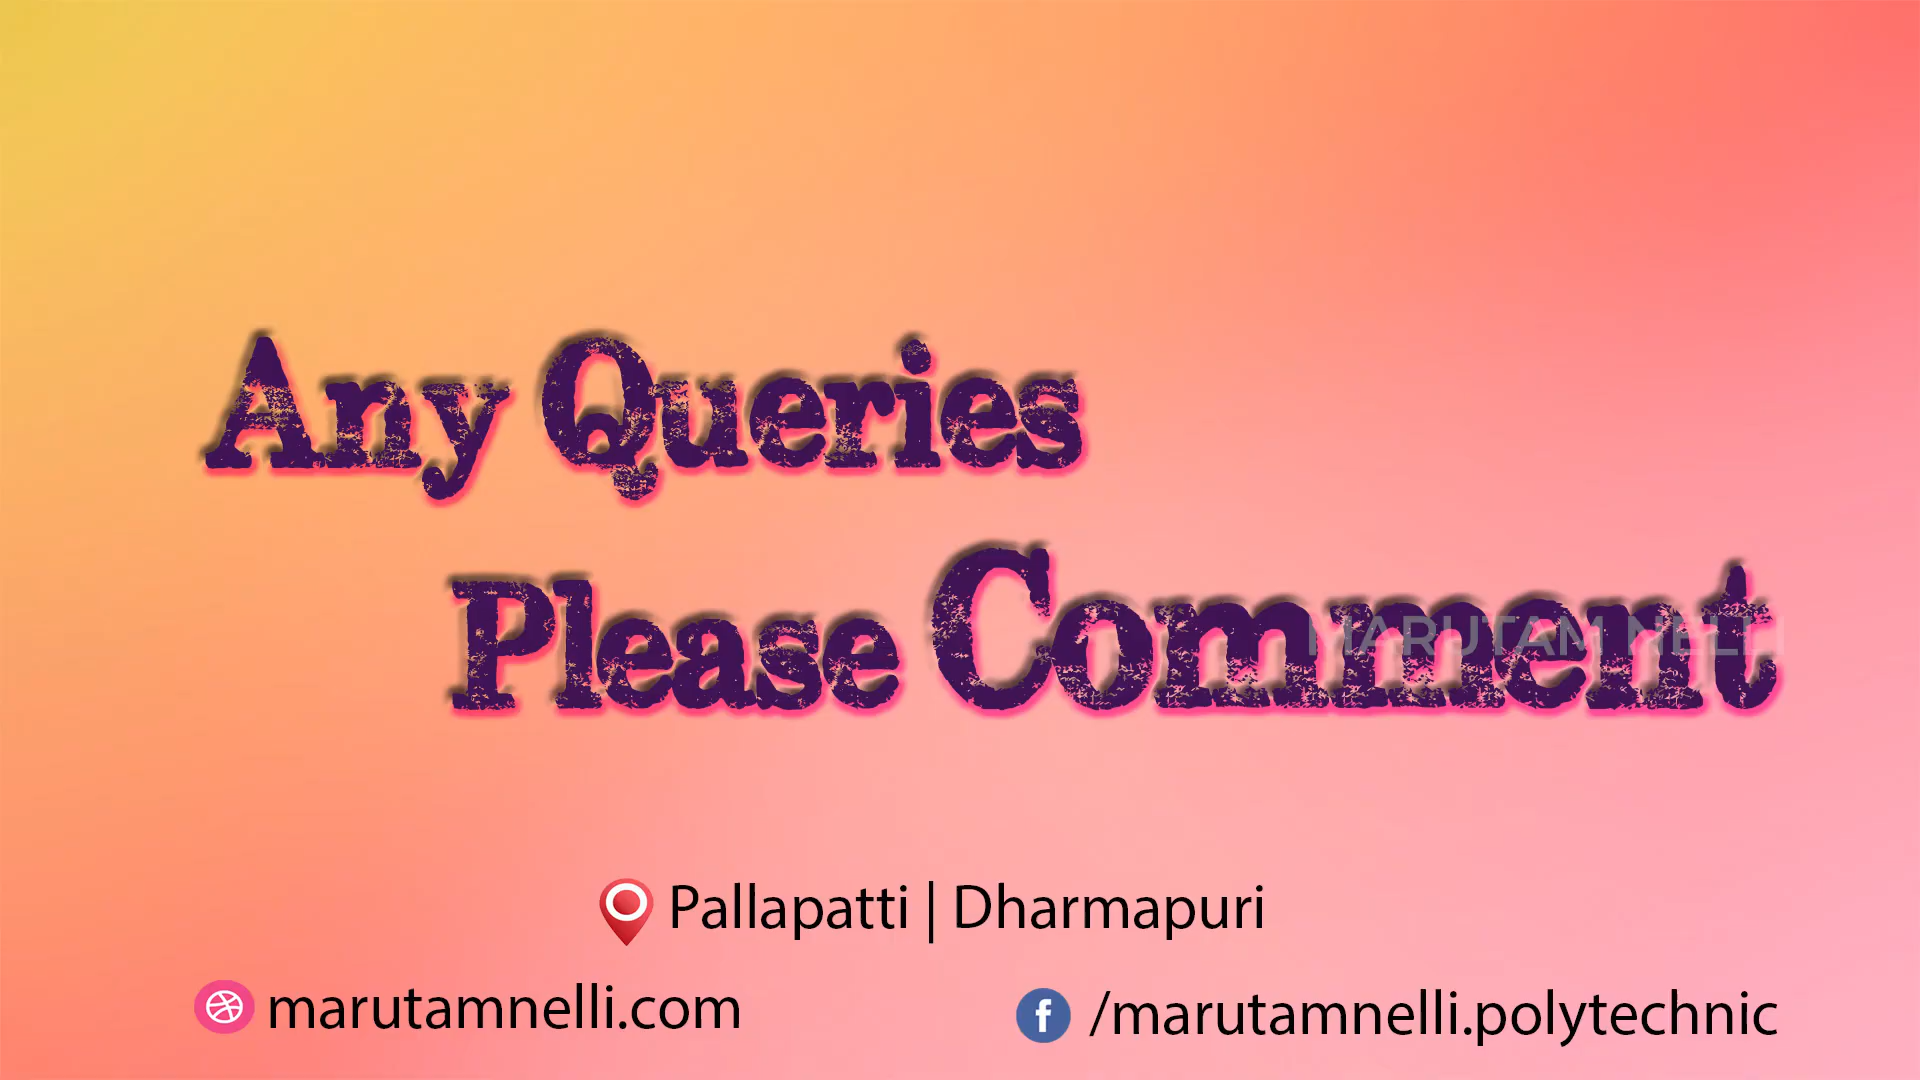 Any Queries
Please Comment
MARUTAM NELLI
Pallapatti | Dharmapuri
marutamnelli.com
/marutamnelli.polytechnic